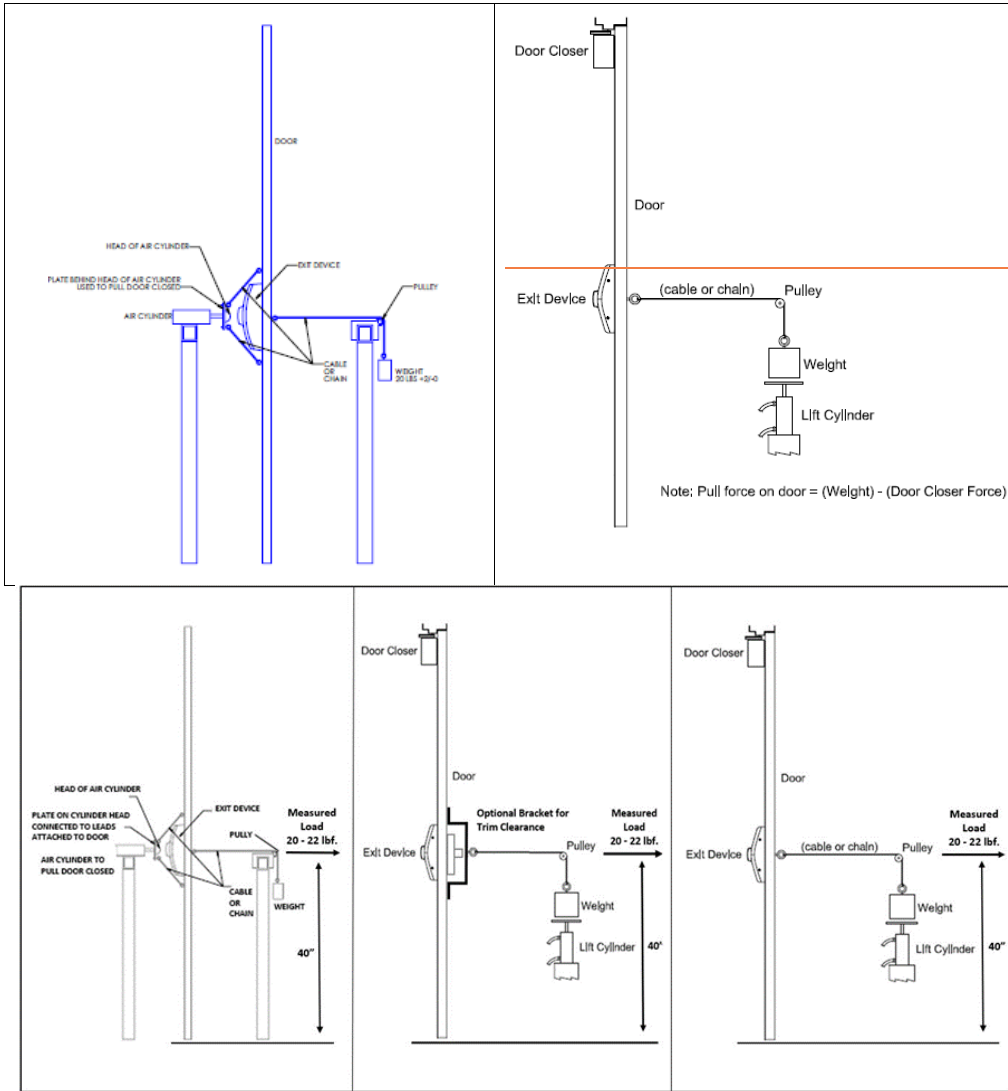 DOOR
HEAD OF AIR CYLINDER
EXIT DEVICE
PLATE BEHIND HEAD OF AIR CYLINDER
USED TO PULL DOOR CLOSED
PULLEY
AIR CYLINDER
CABLE
OR
CHAIN
WEIGHT
20 LBS +2/-0
Door Closer
Door
Exit Device
(cable or chain)
Pulley
Weight
Lift Cylinder
Note: Pull force on door = (Weight) - (Door Closer Force)
HEAD OF AIR CYLINDER
PLATE ON CYLINDER HEAD
CONNECTED TO LEADS
ATTACHED TO DOOR
EXIT DEVICE
Measured
Load
20 - 22 lbf.
PULLY
AIR CYLINDER TO
PULL DOOR CLOSED
CABLE
OR
CHAIN
WEIGHT
40"
Door Closer
Door
Optional Bracket for
Trim Clearance
Measured
Load
20 - 22 lbf.
Exit Device
Pulley
Weight
Lift Cylinder
40"
Door Closer
Door
Measured
Load
20 - 22 lbf.
Exit Device
(cable or chain)
Pulley
Weight
Lift Cylinder
40"